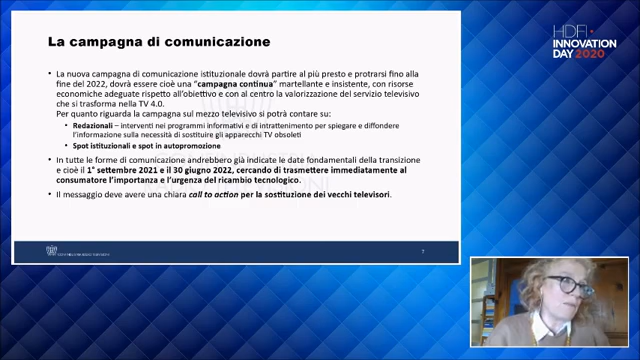 La campagna di comunicazione
HDFI
INNOVATION
DAY 2020
• La nuova campagna di comunicazione istituzionale dovrà partire al più presto e protrarsi fino alla
fine del 2022, dovrà essere cioè una “campagna continua” martellante e insistente, con risorse
economiche adeguate rispetto all’obiettivo e con al centro la valorizzazione del servizio televisivo
che si trasforma nella TV 4.0.
Per quanto riguarda la campagna sul mezzo televisivo si potrà contare su:
• Redazionali – interventi nei programmi informativi e di intrattenimento per spiegare e diffondere
l’informazione sulla necessità di sostituire gli apparecchi TV obsoleti
• Spot istituzionali e spot in autopromozione
• In tutte le forme di comunicazione andrebbero già indicate le date fondamentali della transizione
e cioè il 1° settembre 2021 e il 30 giugno 2022, cercando di trasmettere immediatamente al
consumatore l’importanza e l’urgenza del ricambio tecnologico.
• Il messaggio deve avere una chiara call to action per la sostituzione dei vecchi televisori.
7